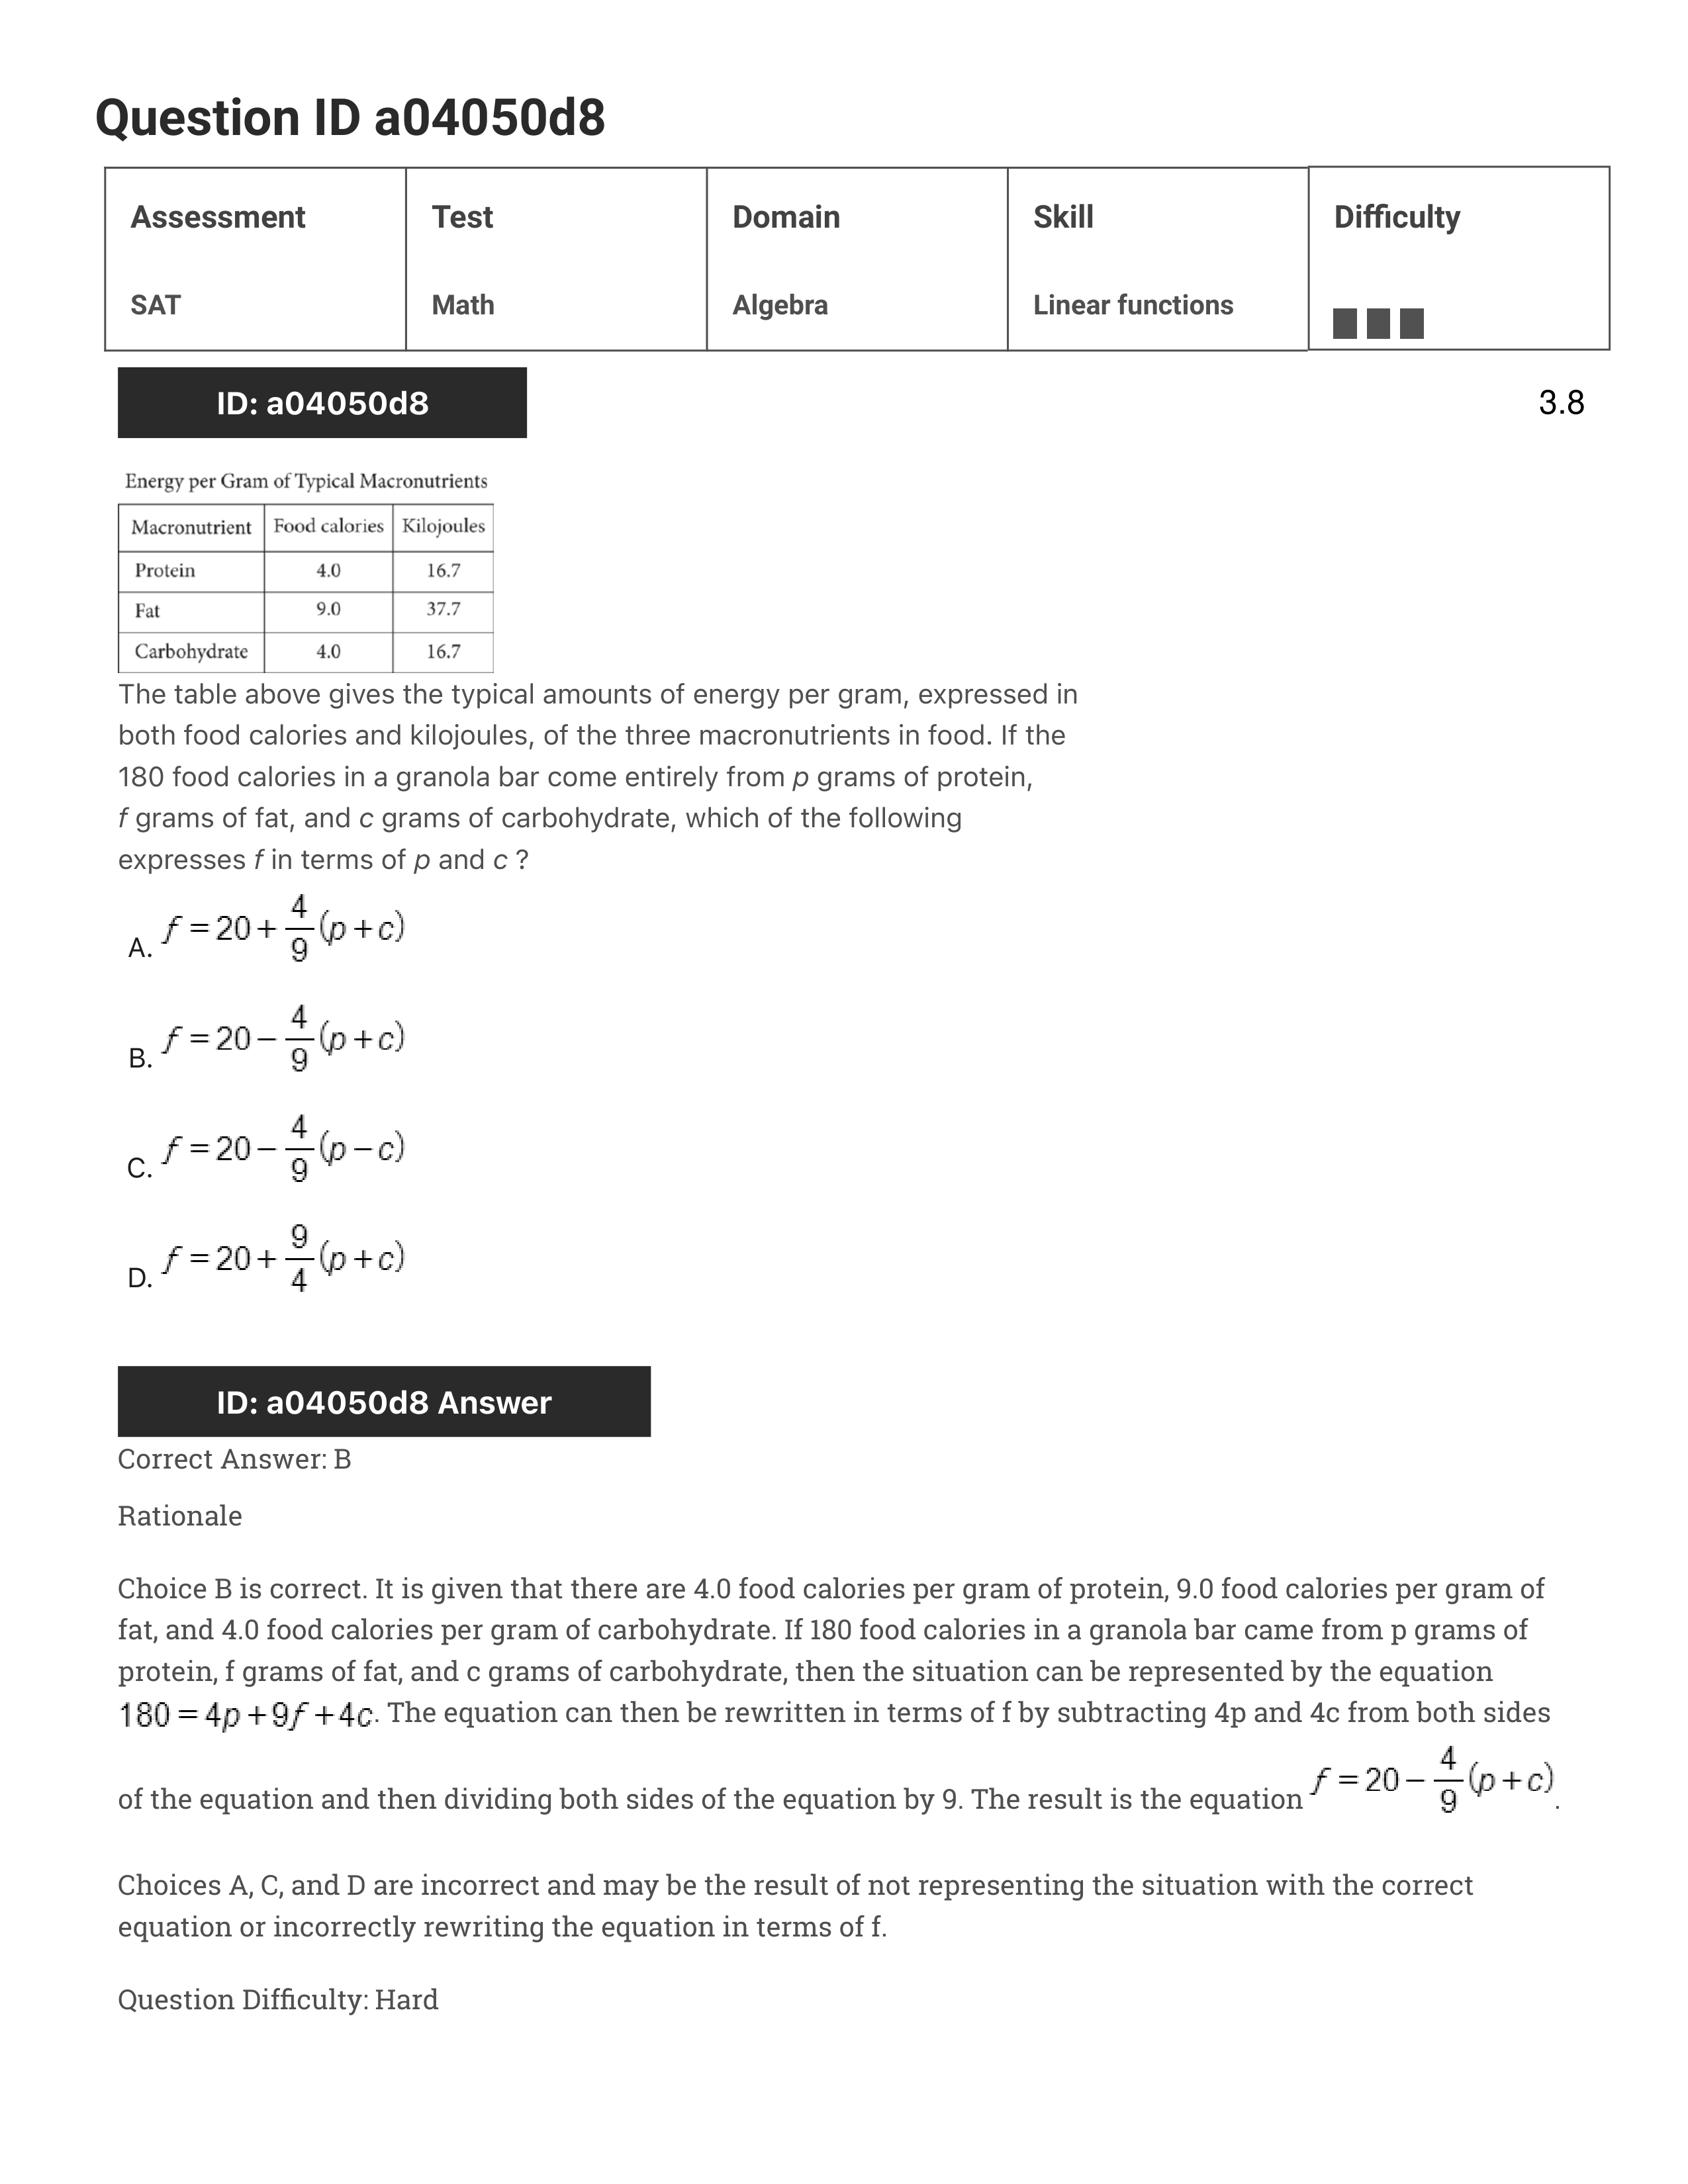 Question ID a04050d8
Assessment Test Domain Skill Difficulty
SAT Math Algebra Linear functions
ID: a04050d8 3.8
Energy per Gram of Typical Macronutrients
Macronutrient Food calories Kilojoules
Protein 4.0 16.7
Fat 9.0 37.7
Carbohydrate 4.0 16.7
The table above gives the typical amounts of energy per gram, expressed in
both food calories and kilojoules, of the three macronutrients in food. If the
180 food calories in a granola bar come entirely from p grams of protein,
f grams of fat, and c grams of carbohydrate, which of the following
expresses f in terms of p and c ?
A. f = 20 + 4/9 (p + c)
B. f = 20 − 4/9 (p + c)
C. f = 20 − 4/9 (p − c)
D. f = 20 + 9/4 (p + c)
ID: a04050d8 Answer
Correct Answer: B
Rationale
Choice B is correct. It is given that there are 4.0 food calories per gram of protein, 9.0 food calories per gram of
fat, and 4.0 food calories per gram of carbohydrate. If 180 food calories in a granola bar came from p grams of
protein, f grams of fat, and c grams of carbohydrate, then the situation can be represented by the equation
180 = 4p + 9f + 4c. The equation can then be rewritten in terms of f by subtracting 4p and 4c from both sides
of the equation and then dividing both sides of the equation by 9. The result is the equation f = 20 − 4/9 (p + c).
Choices A, C, and D are incorrect and may be the result of not representing the situation with the correct
equation or incorrectly rewriting the equation in terms of f.
Question Difficulty: Hard